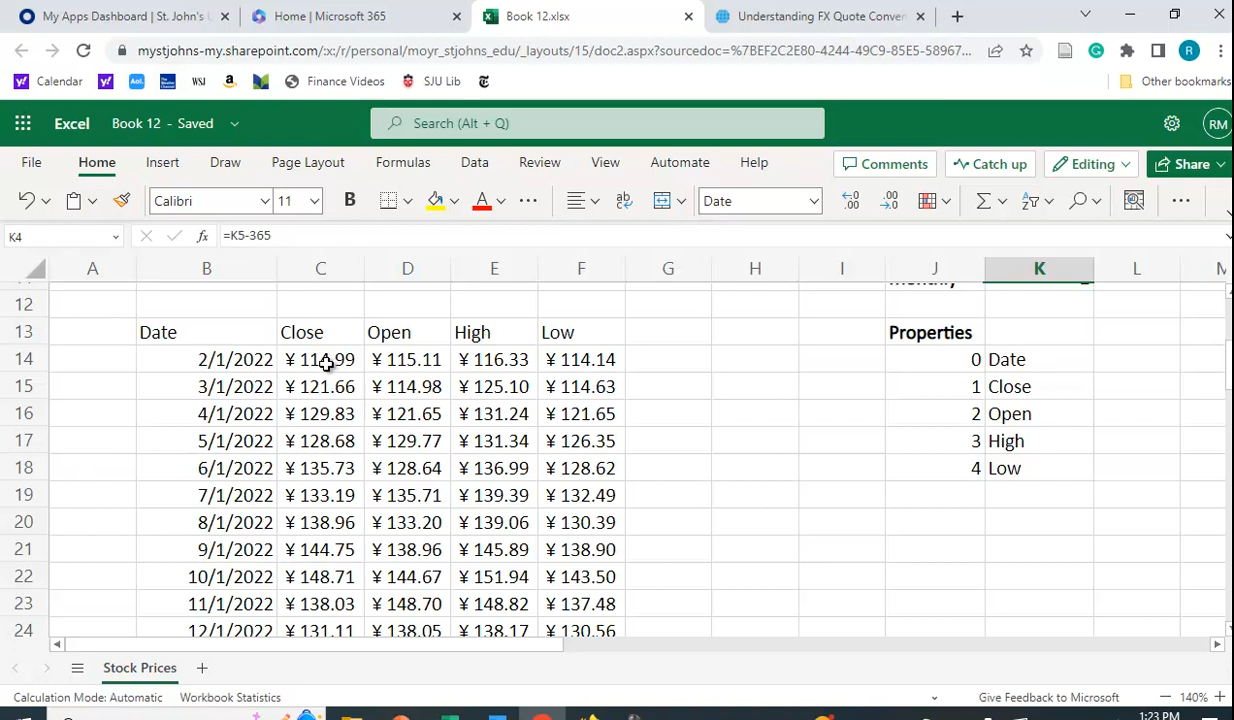 My Apps Dashboard | St. John's
Home | Microsoft 365
Book 12.xlsx
Understanding FX Quote Conven
mystjohns-my.sharepoint.com/:x:/r/personal/moyr_stjohns_edu/_layouts/15/doc2.aspx?sourcedoc=%7BEF2C2E80-4244-49C9-85E5-58967...
R
Calendar
Aol.
WSJ
Finance Videos
SJU Lib
Other bookmarks
Excel
Book 12 - Saved
Search (Alt + Q)
RM
File Home Insert Draw Page Layout Formulas Data Review View Automate Help Comments Catch up Editing Share
Calibri 11 B A ab Date
K4 fx =K5-365
A B C D E F G H I J K L M
12
13 Date Close Open High Low Properties
14 2/1/2022 ¥ 115.11 ¥ 116.33 ¥ 114.14 0 Date
15 3/1/2022 ¥ 121.66 ¥ 114.98 ¥ 125.10 ¥ 114.63 1 Close
16 4/1/2022 ¥ 129.83 ¥ 121.65 ¥ 131.24 ¥ 121.65 2 Open
17 5/1/2022 ¥ 128.68 ¥ 129.77 ¥ 131.34 ¥ 126.35 3 High
18 6/1/2022 ¥ 135.73 ¥ 128.64 ¥ 136.99 ¥ 128.62 4 Low
19 7/1/2022 ¥ 133.19 ¥ 135.71 ¥ 139.39 ¥ 132.49
20 8/1/2022 ¥ 138.96 ¥ 133.20 ¥ 139.06 ¥ 130.39
21 9/1/2022 ¥ 144.75 ¥ 138.96 ¥ 145.89 ¥ 138.90
22 10/1/2022 ¥ 148.71 ¥ 144.67 ¥ 151.94 ¥ 143.50
23 11/1/2022 ¥ 138.03 ¥ 148.70 ¥ 148.82 ¥ 137.48
24 12/1/2022 ¥ 131.11 ¥ 138.05 ¥ 138.17 ¥ 130.56
Stock Prices
Calculation Mode: Automatic Workbook Statistics Give Feedback to Microsoft 140%
1:23 PM